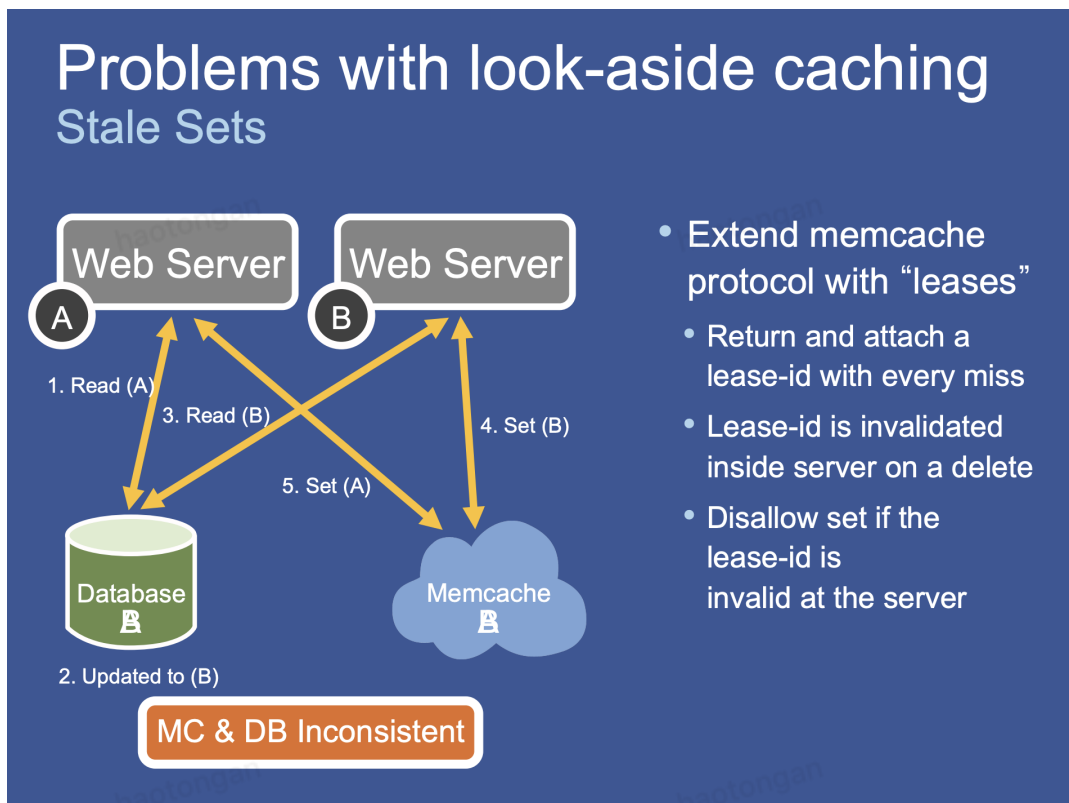 Problems with look-aside caching
Stale Sets
haotongan
Web Server
Web Server
A
B
1. Read (A)
3. Read (B)
4. Set (B)
5. Set (A)
Database
Memcache
2. Updated to (B)
MC & DB Inconsistent
• Extend memcache
protocol with “leases”
• Return and attach a
lease-id with every miss
• Lease-id is invalidated
inside server on a delete
• Disallow set if the
lease-id is
invalid at the server
haotongan
haotongan